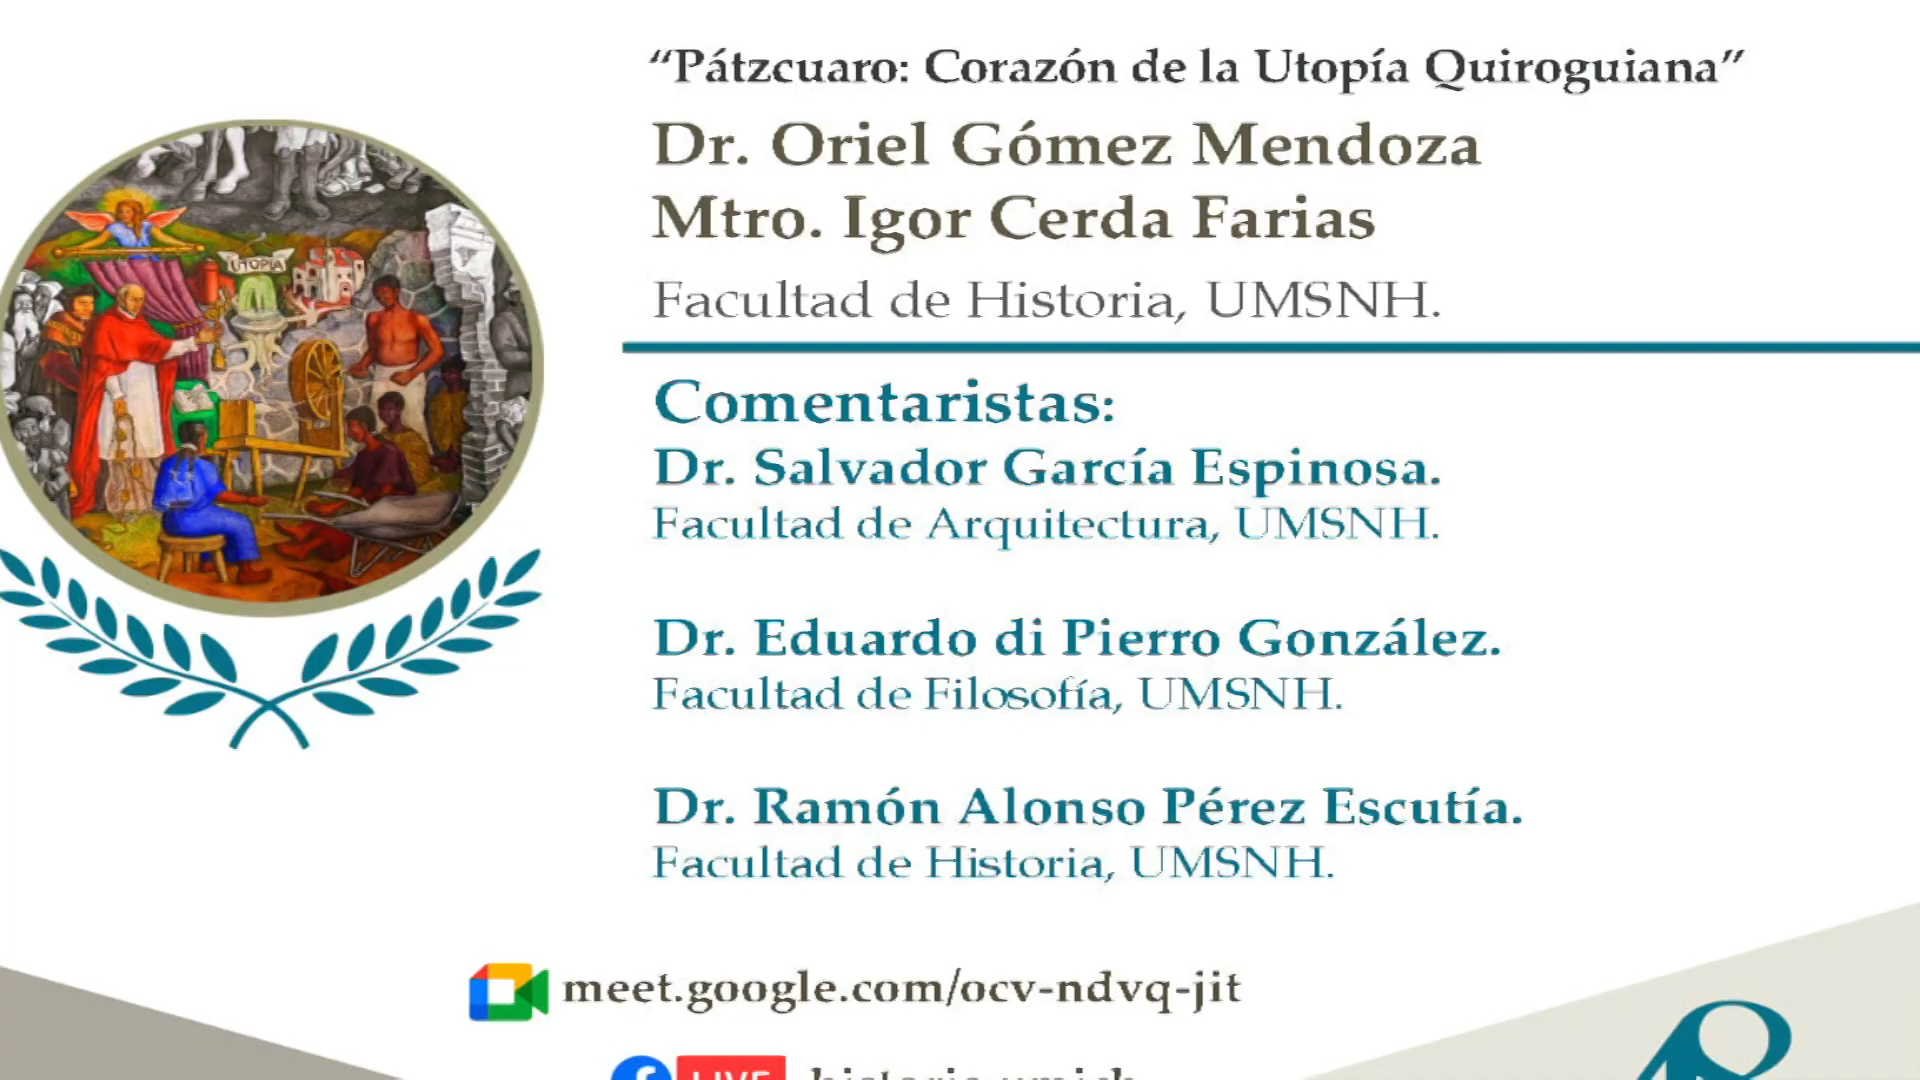 “Pátzcuaro: Corazón de la Utopía Quiroguiana”
Dr. Oriel Gómez Mendoza
Mtro. Igor Cerda Farias
Facultad de Historia, UMSNH.
UTOPIA
Comentaristas:
Dr. Salvador García Espinosa.
Facultad de Arquitectura, UMSNH.
Dr. Eduardo di Pierro González.
Facultad de Filosofía, UMSNH.
Dr. Ramón Alonso Pérez Escutía.
Facultad de Historia, UMSNH.
meet.google.com/ocv-ndvq-jit
LIVE